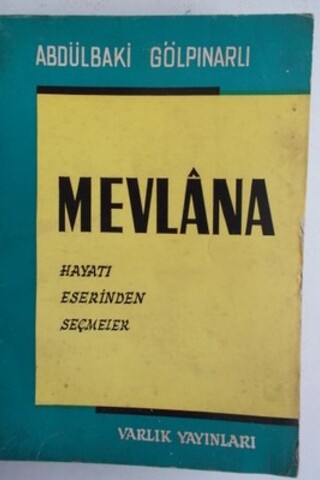 ABDÜLBAKİ GÖLPINARLI
MEVLÂNA
HAYATI
ESERİNDEN
SEÇMELER
VARLIK YAYINLARI